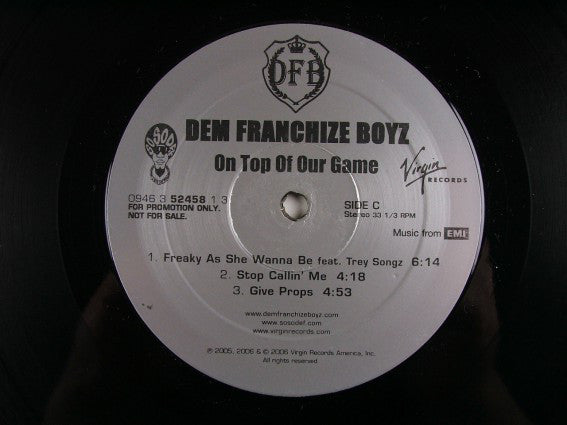 DFB
DEM FRANCHIZE BOYZ
On Top Of Our Game
SO SO DEF
Virgin
RECORDS
0946 3 52458 1 3
FOR PROMOTION ONLY.
NOT FOR SALE.
SIDE C
Stereo 33 1/3 RPM
Music from EMI
1. Freaky As She Wanna Be feat. Trey Songz 6:14
2. Stop Callin' Me 4:18
3. Give Props 4:53
www.demfranchizeboyz.com
www.sosodef.com
www.virginrecords.com
℗ 2005, 2006 & © 2006 Virgin Records America, Inc.
All rights reserved.